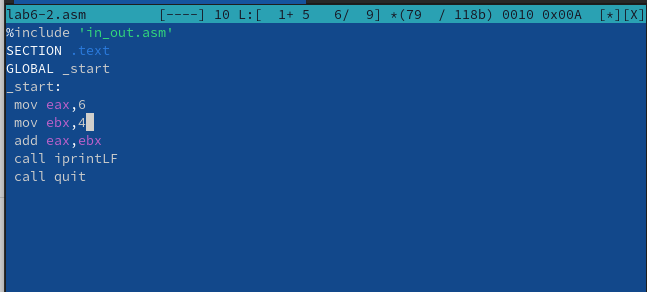 lab6-2.asm [----] 10 L:[ 1+ 5 6/ 9] *(79 / 118b) 0010 0x00A [*][X]
%include 'in_out.asm'
SECTION .text
GLOBAL _start
_start:
mov eax,6
mov ebx,4
add eax,ebx
call iprintLF
call quit